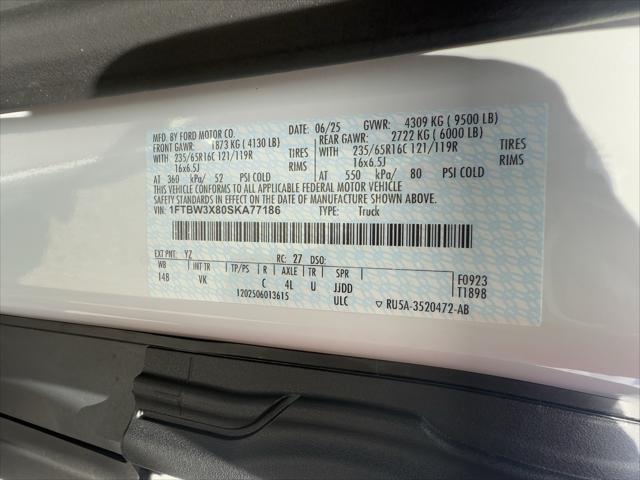 MFD. BY FORD MOTOR CO. DATE: 06/25 GVWR: 4309 KG ( 9500 LB)
FRONT GAWR: 1873 KG ( 4130 LB) REAR GAWR: 2722 KG ( 6000 LB)
WITH 235/65R16C 121/119R TIRES WITH 235/65R16C 121/119R TIRES
16x6.5J RIMS 16x6.5J RIMS
AT 360 kPa/ 52 PSI COLD AT 550 kPa/ 80 PSI COLD
THIS VEHICLE CONFORMS TO ALL APPLICABLE FEDERAL MOTOR VEHICLE
SAFETY STANDARDS IN EFFECT ON THE DATE OF MANUFACTURE SHOWN ABOVE.
VIN: 1FTBW3X80SKA77186 TYPE: Truck
EXT PNT: YZ RC: 27 DSO:
WB INT TR TP/PS R AXLE TR SPR F0923
148 VK C 4L U JJDD T1898
1202506013615 ULC RU5A-3520472-AB